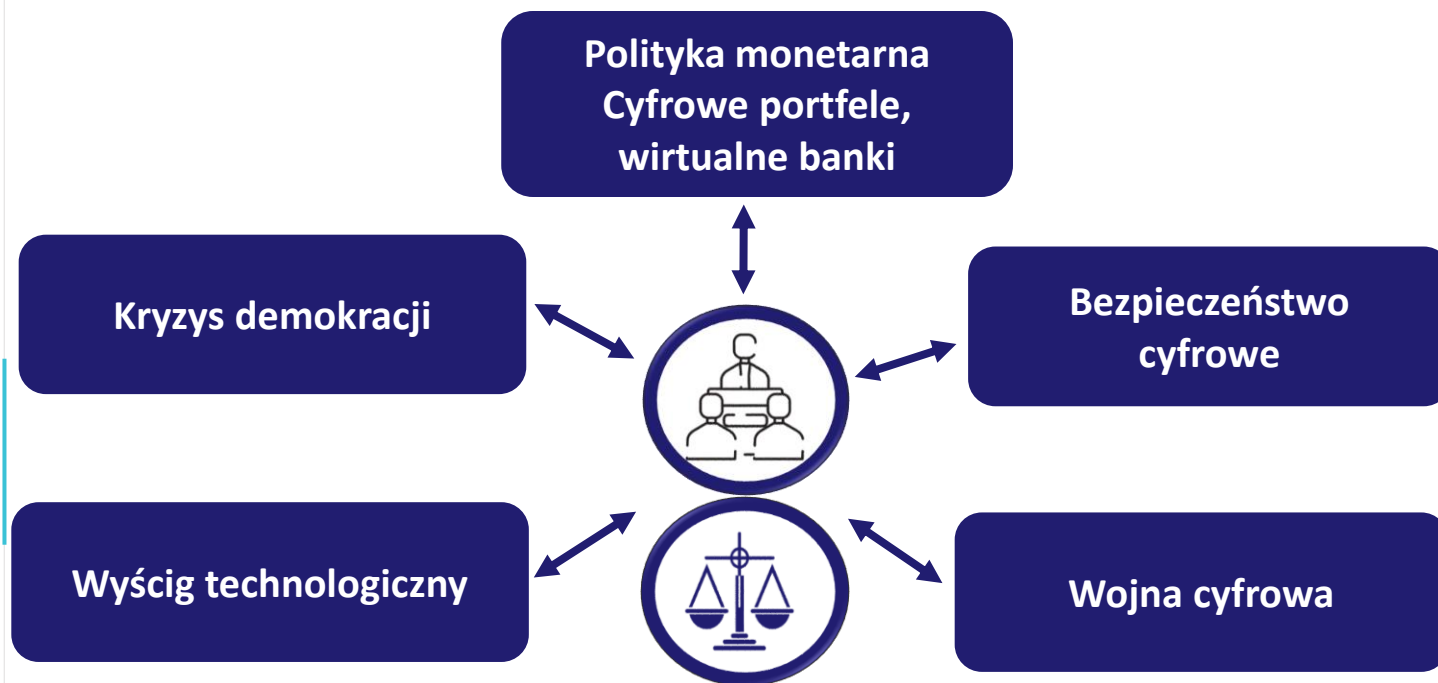 Polityka monetarna
Cyfrowe portfele,
wirtualne banki
Kryzys demokracji
Bezpieczeństwo
cyfrowe
Wyścig technologiczny
Wojna cyfrowa